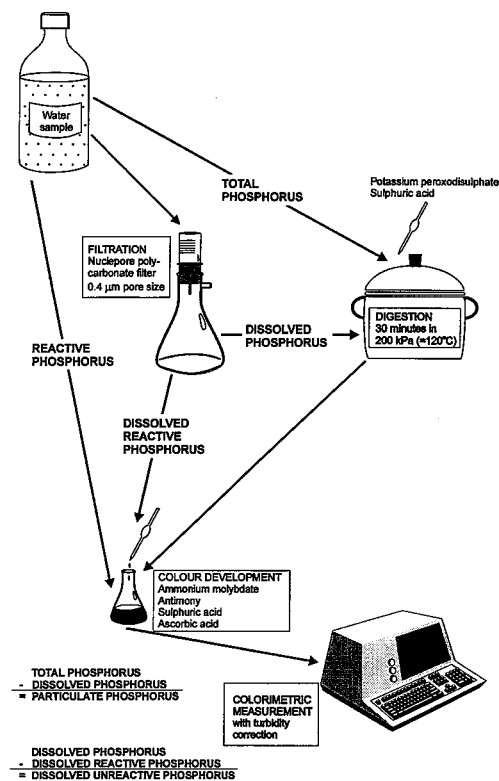 Water
sample
TOTAL
PHOSPHORUS
Potassium peroxodisulphate
Sulphuric acid
FILTRATION
Nuclepore poly-
carbonate filter
0.4 µm pore size
DIGESTION
30 minutes in
200 kPa (≈120°C)
DISSOLVED
PHOSPHORUS
REACTIVE
PHOSPHORUS
DISSOLVED
REACTIVE
PHOSPHORUS
COLOUR DEVELOPMENT
Ammonium molybdate
Antimony
Sulphuric acid
Ascorbic acid
COLORIMETRIC
MEASUREMENT
with turbidity
correction
TOTAL PHOSPHORUS
- DISSOLVED PHOSPHORUS
= PARTICULATE PHOSPHORUS
DISSOLVED PHOSPHORUS
- DISSOLVED REACTIVE PHOSPHORUS
= DISSOLVED UNREACTIVE PHOSPHORUS